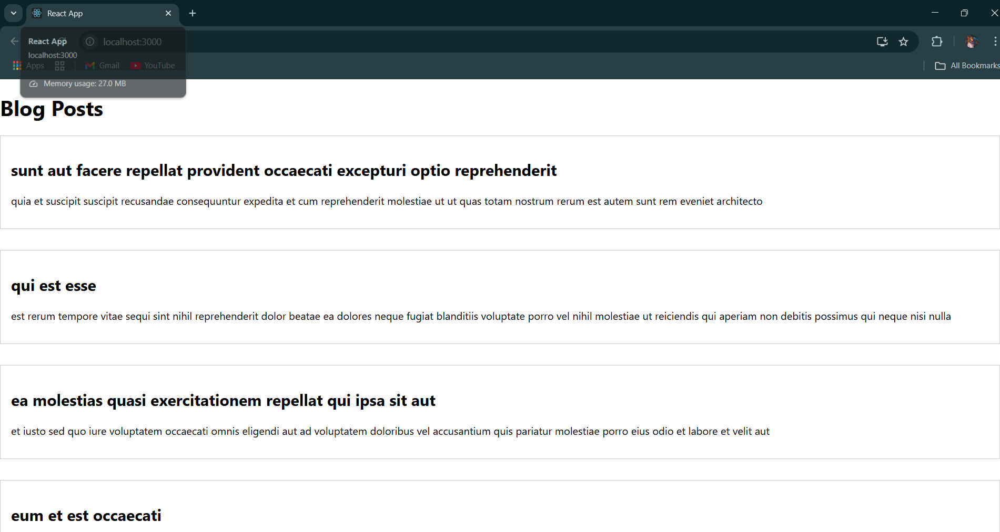 React App
React App
localhost:3000
localhost:3000
Apps
Gmail
YouTube
All Bookmarks
Memory usage: 27.0 MB
Blog Posts
sunt aut facere repellat provident occaecati excepturi optio reprehenderit
quia et suscipit suscipit recusandae consequuntur expedita et cum reprehenderit molestiae ut ut quas totam nostrum rerum est autem sunt rem eveniet architecto
qui est esse
est rerum tempore vitae sequi sint nihil reprehenderit dolor beatae ea dolores neque fugiat blanditiis voluptate porro vel nihil molestiae ut reiciendis qui aperiam non debitis possimus qui neque nisi nulla
ea molestias quasi exercitationem repellat qui ipsa sit aut
et iusto sed quo iure voluptatem occaecati omnis eligendi aut ad voluptatem doloribus vel accusantium quis pariatur molestiae porro eius odio et labore et velit aut
eum et est occaecati